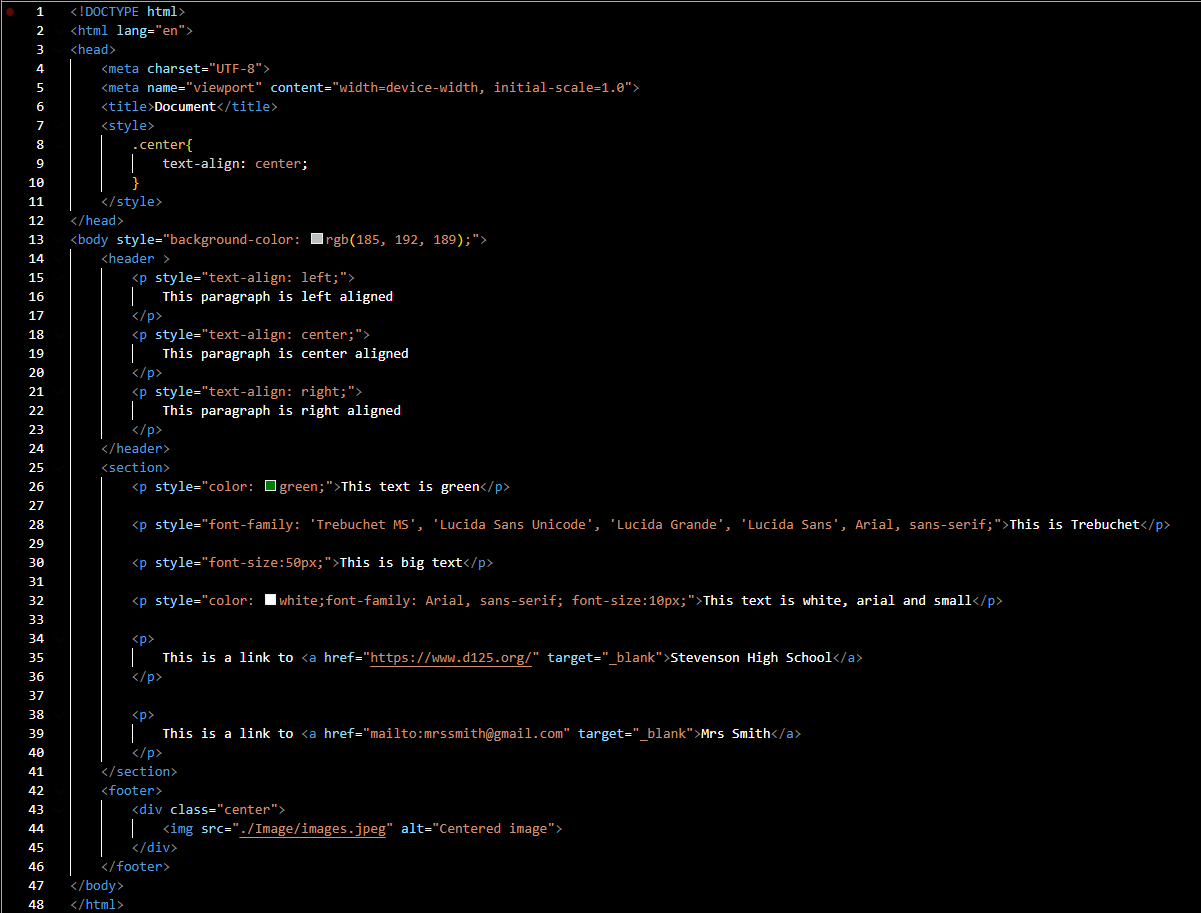 1 <!DOCTYPE html>
2 <html lang="en">
3 <head>
4     <meta charset="UTF-8">
5     <meta name="viewport" content="width=device-width, initial-scale=1.0">
6     <title>Document</title>
7     <style>
8         .center{
9             text-align: center;
10         }
11     </style>
12 </head>
13 <body style="background-color: rgb(185, 192, 189);">
14     <header >
15         <p style="text-align: left;">
16             This paragraph is left aligned
17         </p>
18         <p style="text-align: center;">
19             This paragraph is center aligned
20         </p>
21         <p style="text-align: right;">
22             This paragraph is right aligned
23         </p>
24     </header>
25     <section>
26         <p style="color: green;">This text is green</p>
27
28         <p style="font-family: 'Trebuchet MS', 'Lucida Sans Unicode', 'Lucida Grande', 'Lucida Sans', Arial, sans-serif;">This is Trebuchet</p>
29
30         <p style="font-size:50px;">This is big text</p>
31
32         <p style="color: white;font-family: Arial, sans-serif; font-size:10px;">This text is white, arial and small</p>
33
34         <p>
35             This is a link to <a href="https://www.d125.org/" target="_blank">Stevenson High School</a>
36         </p>
37
38         <p>
39             This is a link to <a href="mailto:mrssmith@gmail.com" target="_blank">Mrs Smith</a>
40         </p>
41     </section>
42     <footer>
43         <div class="center">
44             <img src="./Image/images.jpeg" alt="Centered image">
45         </div>
46     </footer>
47 </body>
48 </html>